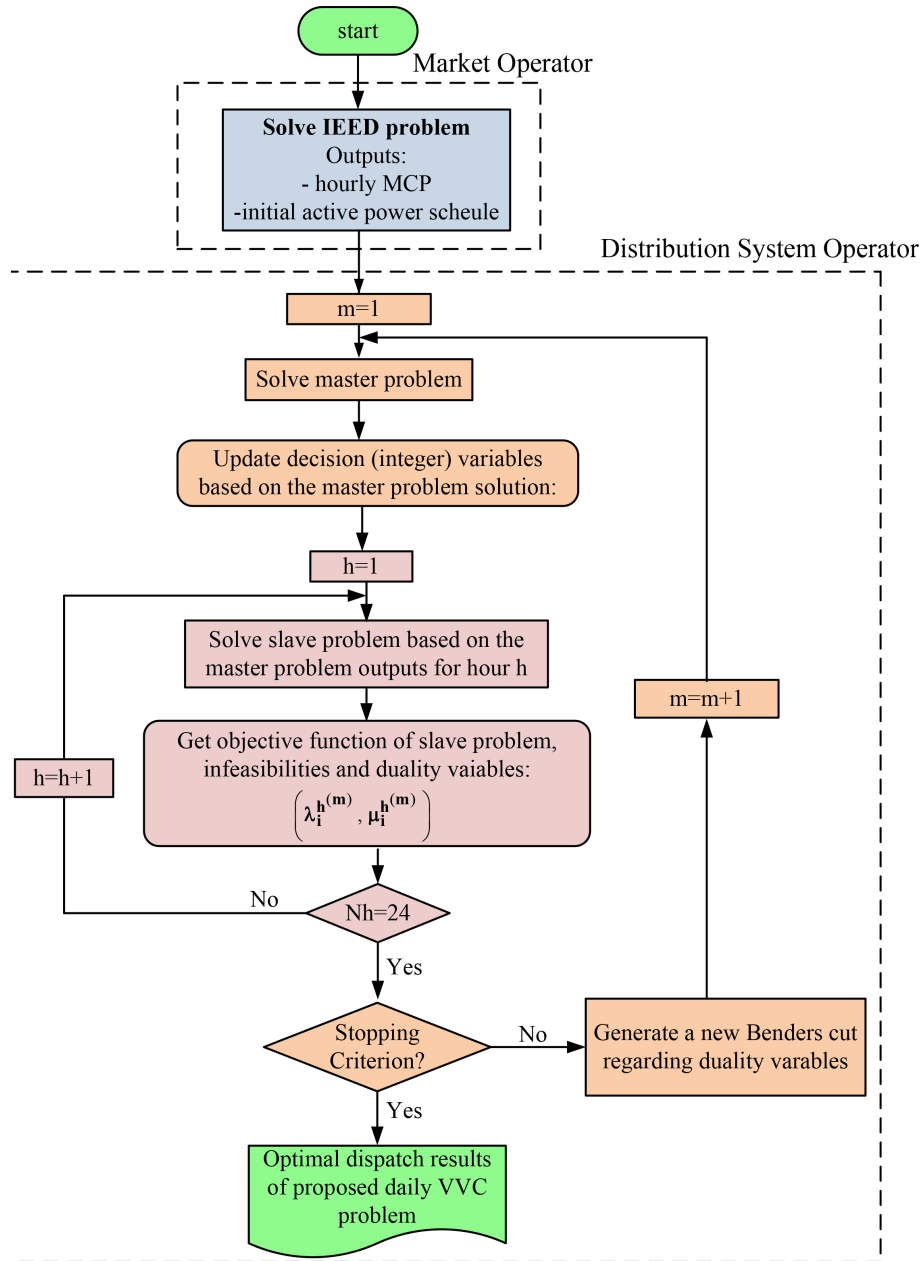 start
Market Operator
Solve IEED problem
Outputs:
- hourly MCP
-initial active power scheule
Distribution System Operator
m=1
Solve master problem
Update decision (integer) variables
based on the master problem solution:
h=1
Solve slave problem based on the
master problem outputs for hour h
m=m+1
Get objective function of slave problem,
infeasibilities and duality vaiables:
(λ_i^{h^{(m)}}, μ_i^{h^{(m)}})
h=h+1
No
Nh=24
Yes
Stopping
Criterion?
No
Generate a new Benders cut
regarding duality variables
Yes
Optimal dispatch results
of proposed daily VVC
problem